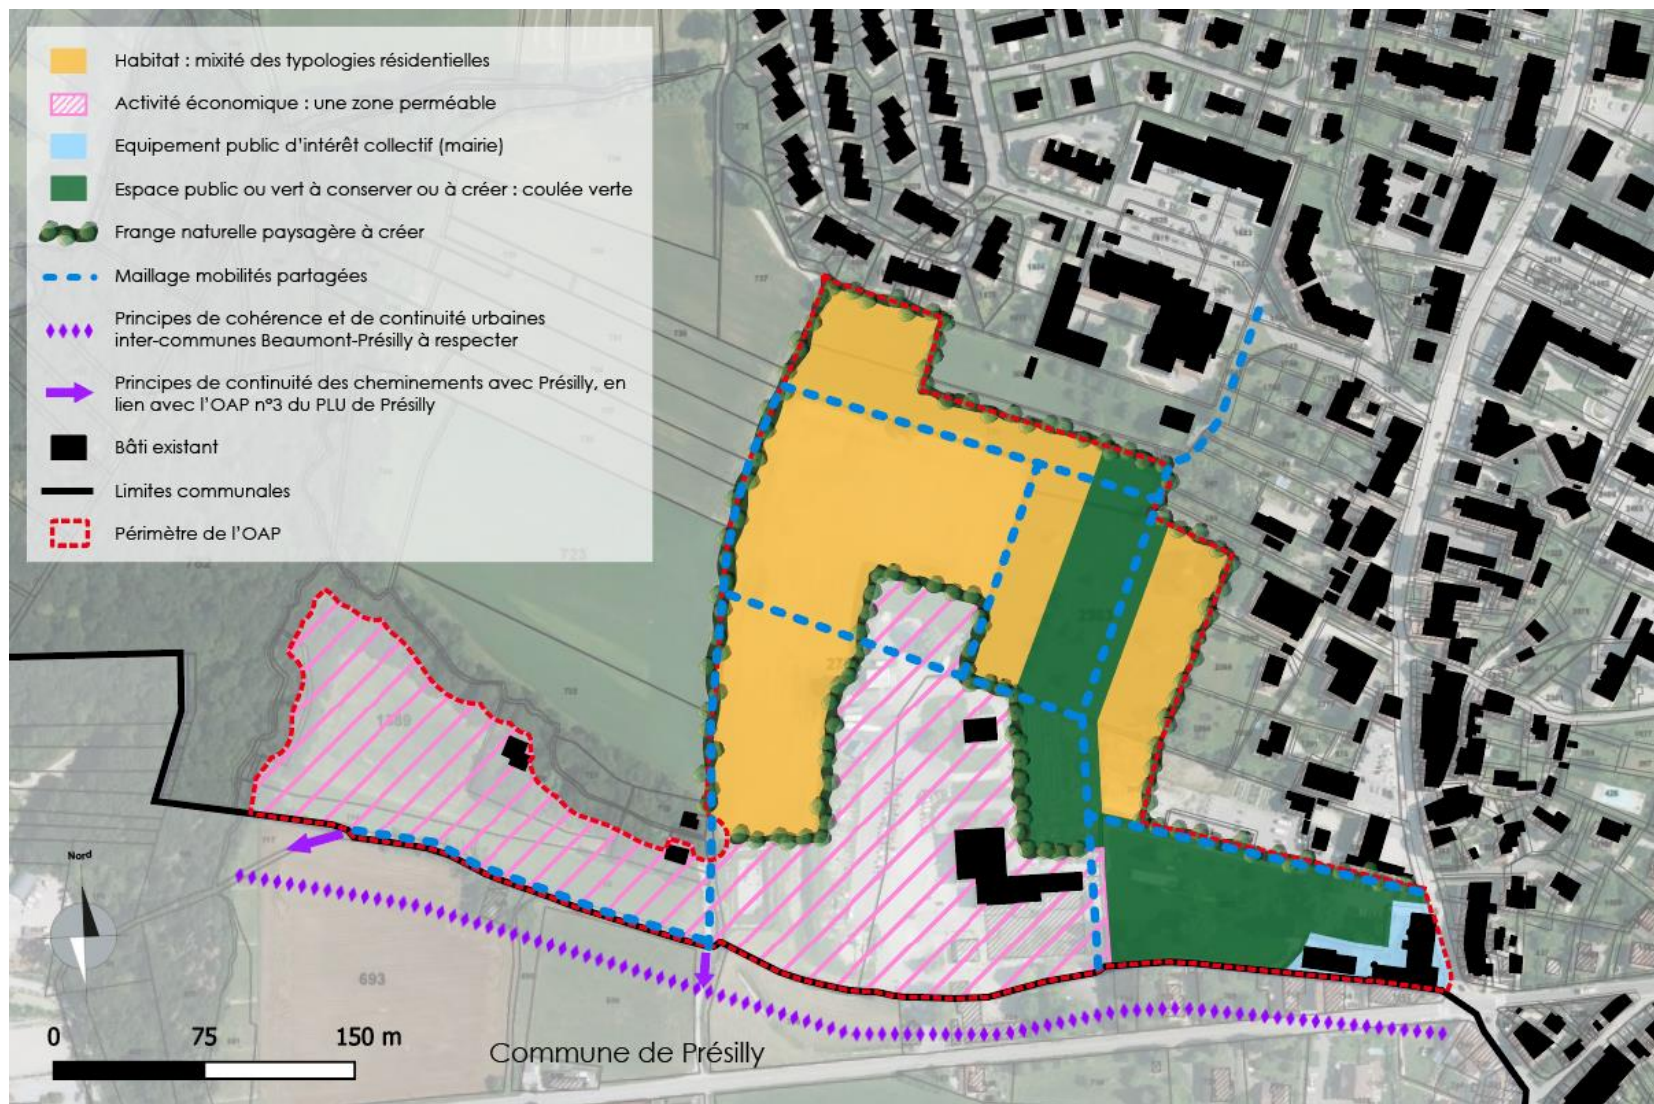 Habitat : mixité des typologies résidentielles
Activité économique : une zone perméable
Equipement public d'intérêt collectif (mairie)
Espace public ou vert à conserver ou à créer : coulée verte
Frange naturelle paysagère à créer
Maillage mobilités partagées
Principes de cohérence et de continuité urbaines
inter-communes Beaumont-Présilly à respecter
Principes de continuité des cheminements avec Présilly, en
lien avec l'OAP n°3 du PLU de Présilly
Bâti existant
Limites communales
Périmètre de l'OAP
Nord
693
0 75 150 m
Commune de Présilly